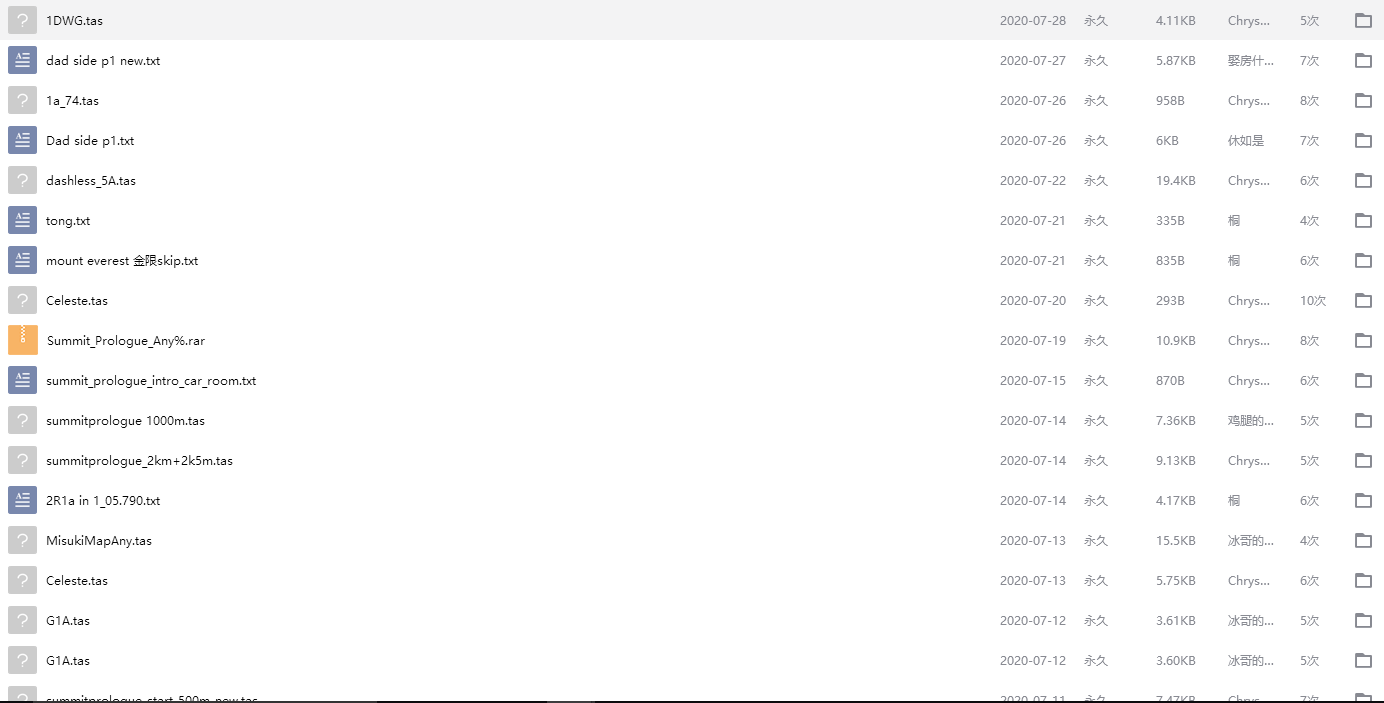 1DWG.tas 2020-07-28 永久 4.11KB Chrys... 5次
dad side p1 new.txt 2020-07-27 永久 5.87KB 娶房什... 7次
1a_74.tas 2020-07-26 永久 958B Chrys... 8次
Dad side p1.txt 2020-07-26 永久 6KB 休如是 7次
dashless_5A.tas 2020-07-22 永久 19.4KB Chrys... 6次
tong.txt 2020-07-21 永久 335B 桐 4次
mount everest 金限skip.txt 2020-07-21 永久 835B 桐 6次
Celeste.tas 2020-07-20 永久 293B Chrys... 10次
Summit_Prologue_Any%.rar 2020-07-19 永久 10.9KB Chrys... 8次
summit_prologue_intro_car_room.txt 2020-07-15 永久 870B Chrys... 6次
summitprologue 1000m.tas 2020-07-14 永久 7.36KB 鸡腿的... 5次
summitprologue_2km+2k5m.tas 2020-07-14 永久 9.13KB Chrys... 5次
2R1a in 1_05.790.txt 2020-07-14 永久 4.17KB 桐 6次
MisukiMapAny.tas 2020-07-13 永久 15.5KB 冰哥的... 4次
Celeste.tas 2020-07-13 永久 5.75KB Chrys... 6次
G1A.tas 2020-07-12 永久 3.61KB 冰哥的... 5次
G1A.tas 2020-07-12 永久 3.60KB 冰哥的... 5次
summitprologue_start_500m_new.tas 2020-07-11 永久 7.47KB Chrys... 7次